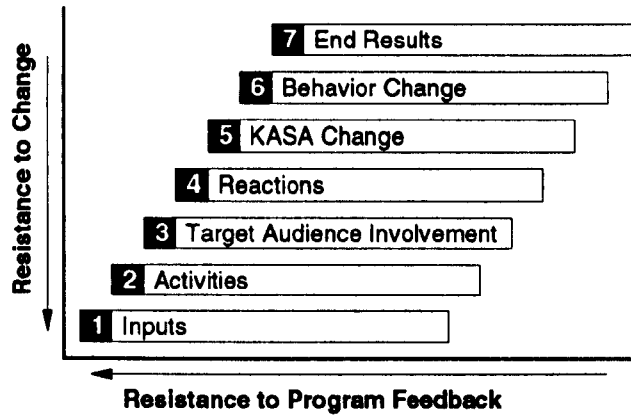 7 End Results
6 Behavior Change
5 KASA Change
4 Reactions
3 Target Audience Involvement
2 Activities
1 Inputs
Resistance to Change
Resistance to Program Feedback